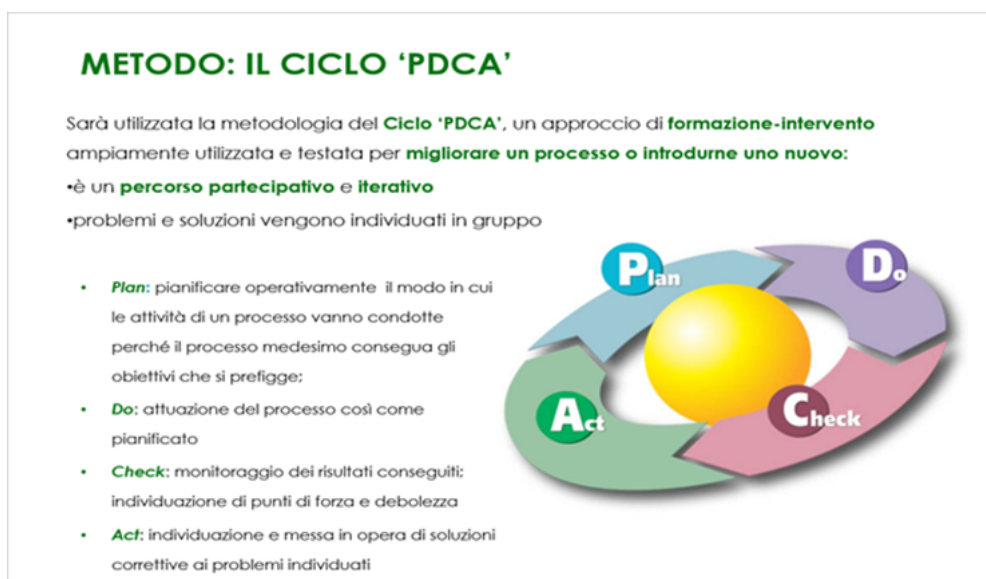 METODO: IL CICLO ‘PDCA’
Sarà utilizzata la metodologia del Ciclo ‘PDCA’, un approccio di formazione-intervento
ampiamente utilizzata e testata per migliorare un processo o introdurne uno nuovo:
•è un percorso partecipativo e iterativo
•problemi e soluzioni vengono individuati in gruppo
• Plan: pianificare operativamente il modo in cui
le attività di un processo vanno condotte
perché il processo medesimo consegua gli
obiettivi che si prefigge;
• Do: attuazione del processo così come
pianificato
• Check: monitoraggio dei risultati conseguiti;
individuazione di punti di forza e debolezza
• Act: individuazione e messa in opera di soluzioni
correttive ai problemi individuati
Plan
Do
Act
Check